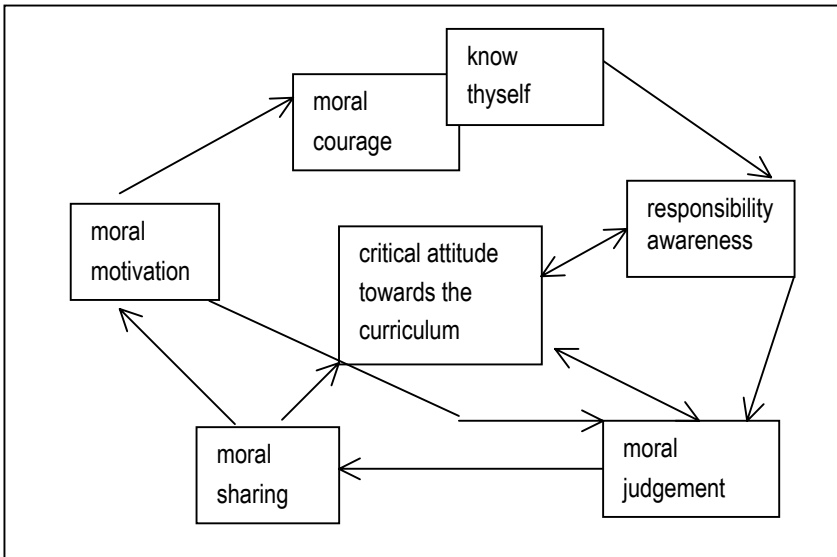 know
thyself
moral
courage
responsibility
awareness
moral
motivation
critical attitude
towards the
curriculum
moral
sharing
moral
judgement